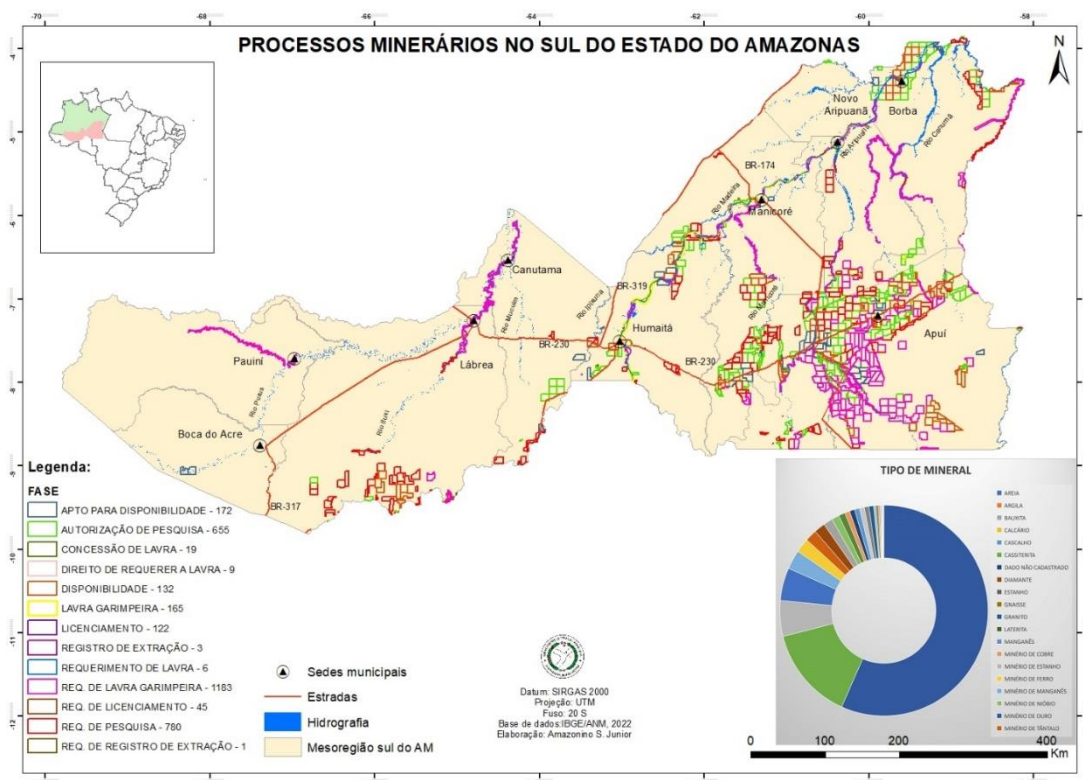 -70
-68
-66
-64
-62
-60
-58
PROCESSOS MINERÁRIOS NO SUL DO ESTADO DO AMAZONAS
N
Novo
Aripuanã
Borba
Rio Canumã
Rio Aripuanã
BR-174
Rio Madeira
Manicoré
Canutama
BR-319
Rio Mucuim
Rio Ipixuna
Humaitá
Rio Manicoré
Apuí
BR-230
BR-230
Pauiní
Lábrea
Rio Purus
Rio Ituxi
Boca do Acre
BR-317
-5
-6
-7
-8
-9
-10
-11
-12
Legenda:
FASE
APTO PARA DISPONIBILIDADE - 172
AUTORIZAÇÃO DE PESQUISA - 655
CONCESSÃO DE LAVRA - 19
DIREITO DE REQUERER A LAVRA - 9
DISPONIBILIDADE - 132
LAVRA GARIMPEIRA - 165
LICENCIAMENTO - 122
REGISTRO DE EXTRAÇÃO - 3
REQUERIMENTO DE LAVRA - 6
REQ. DE LAVRA GARIMPEIRA - 1183
REQ. DE LICENCIAMENTO - 45
REQ. DE PESQUISA - 780
REQ. DE REGISTRO DE EXTRAÇÃO - 1
Sedes municipais
Estradas
Hidrografia
Mesoregião sul do AM
Datum: SIRGAS 2000
Projeção: UTM
Fuso: 20 S
Base de dados:IBGE/ANM, 2022
Elaboração: Amazonino S. Junior
TIPO DE MINERAL
AREIA
ARGILA
BAUXITA
CALCÁRIO
CASCALHO
CASSITERITA
DADO NÃO CADASTRADO
DIAMANTE
ESTANHO
GNAISSE
GRANITO
LATERITA
MANGANÊS
MINÉRIO DE COBRE
MINÉRIO DE ESTANHO
MINÉRIO DE FERRO
MINÉRIO DE MANGANÊS
MINÉRIO DE NIÓBIO
MINÉRIO DE OURO
MINÉRIO DE TÂNTALO
0 100 200 400
Km